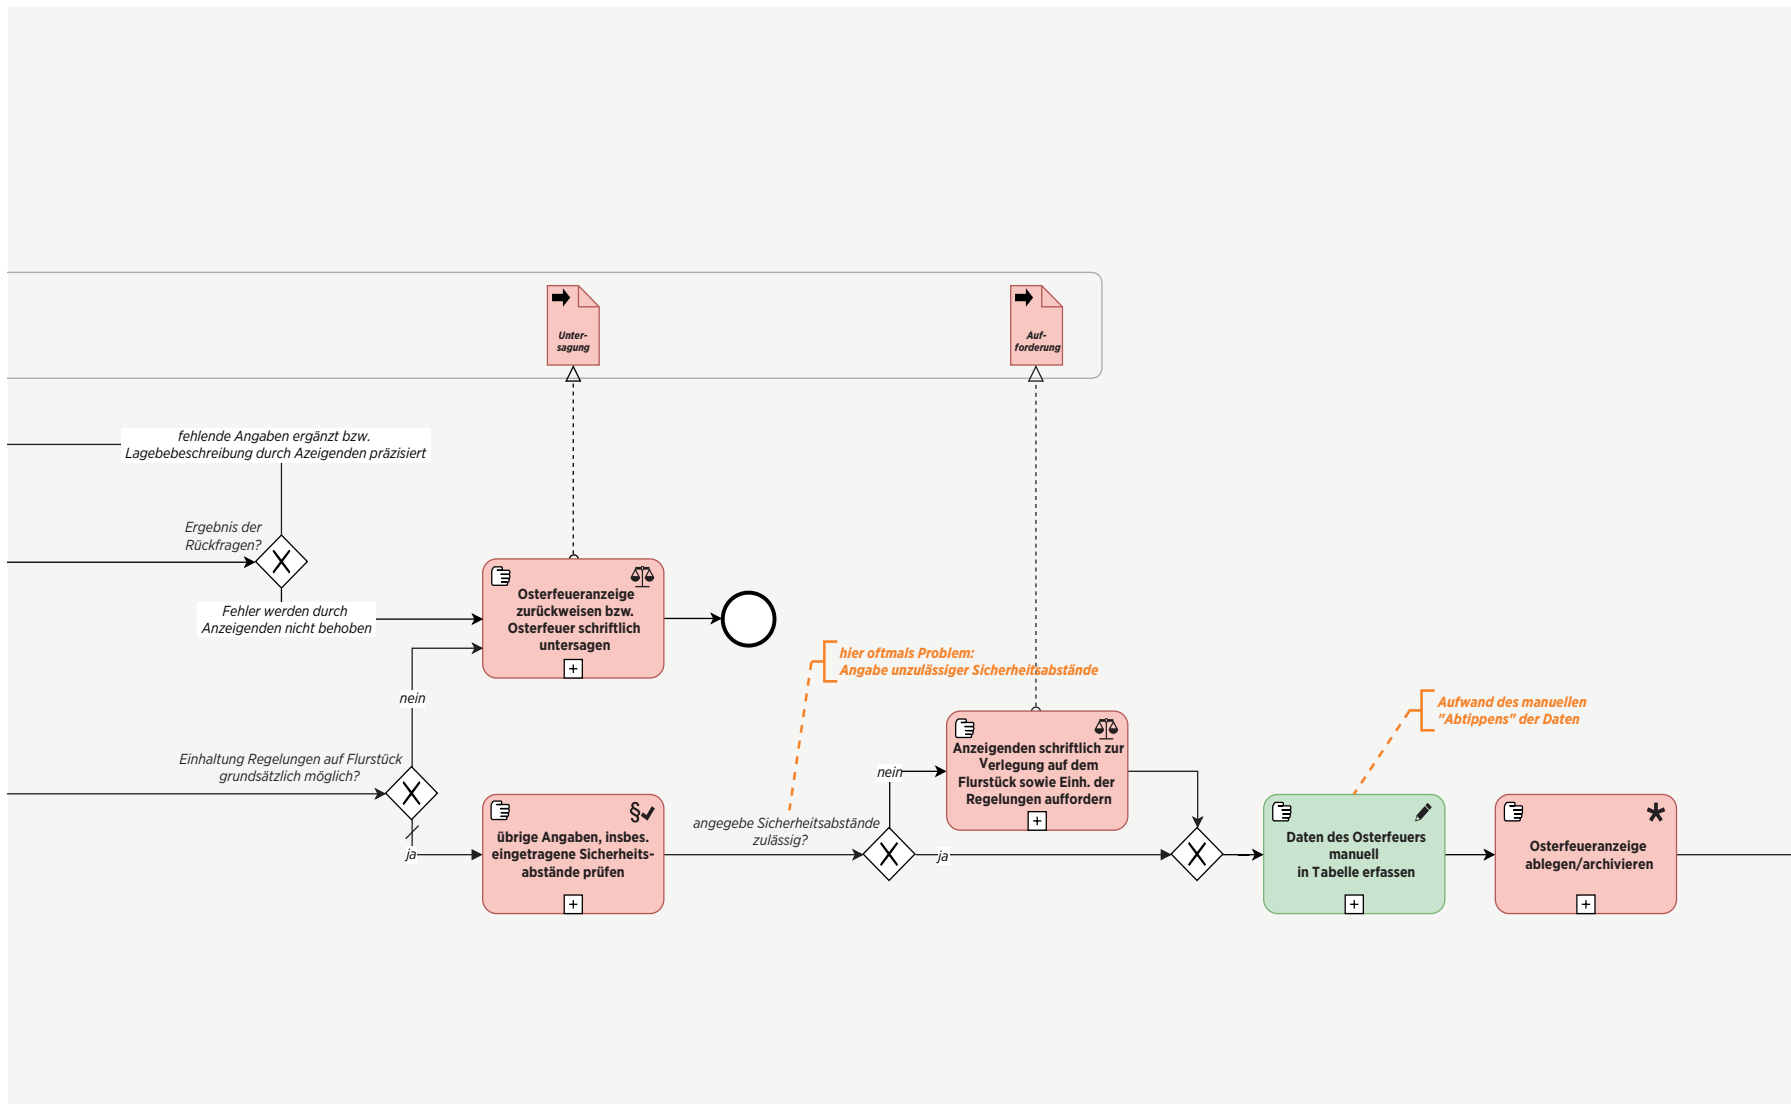 Unter-
sagung
Auf-
forderung
fehlende Angaben ergänzt bzw.
Lagebebeschreibung durch Azeigenden präzisiert
Ergebnis der
Rückfragen?
Fehler werden durch
Anzeigenden nicht behoben
Osterfeueranzeige
zurückweisen bzw.
Osterfeuer schriftlich
untersagen
hier oftmals Problem:
Angabe unzulässiger Sicherheitsabstände
nein
Einhaltung Regelungen auf Flurstück
grundsätzlich möglich?
ja
§
übrige Angaben, insbes.
eingetragene Sicherheits-
abstände prüfen
angegebe Sicherheitsabstände
zulässig?
nein
Anzeigenden schriftlich zur
Verlegung auf dem
Flurstück sowie Einh. der
Regelungen auffordern
ja
Aufwand des manuellen
"Abtippens" der Daten
Daten des Osterfeuers
manuell
in Tabelle erfassen
Osterfeueranzeige
ablegen/archivieren